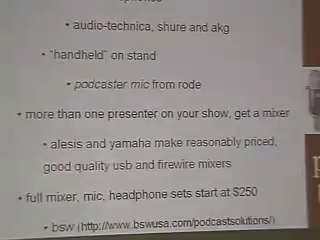 • audio-technica, shure and akg
• "handheld" on stand
• podcaster mic from rode
• more than one presenter on your show, get a mixer
• alesis and yamaha make reasonably priced,
good quality usb and firewire mixers
• full mixer, mic, headphone sets start at $250
• bsw (http://www.bswusa.com/podcastsolutions/)